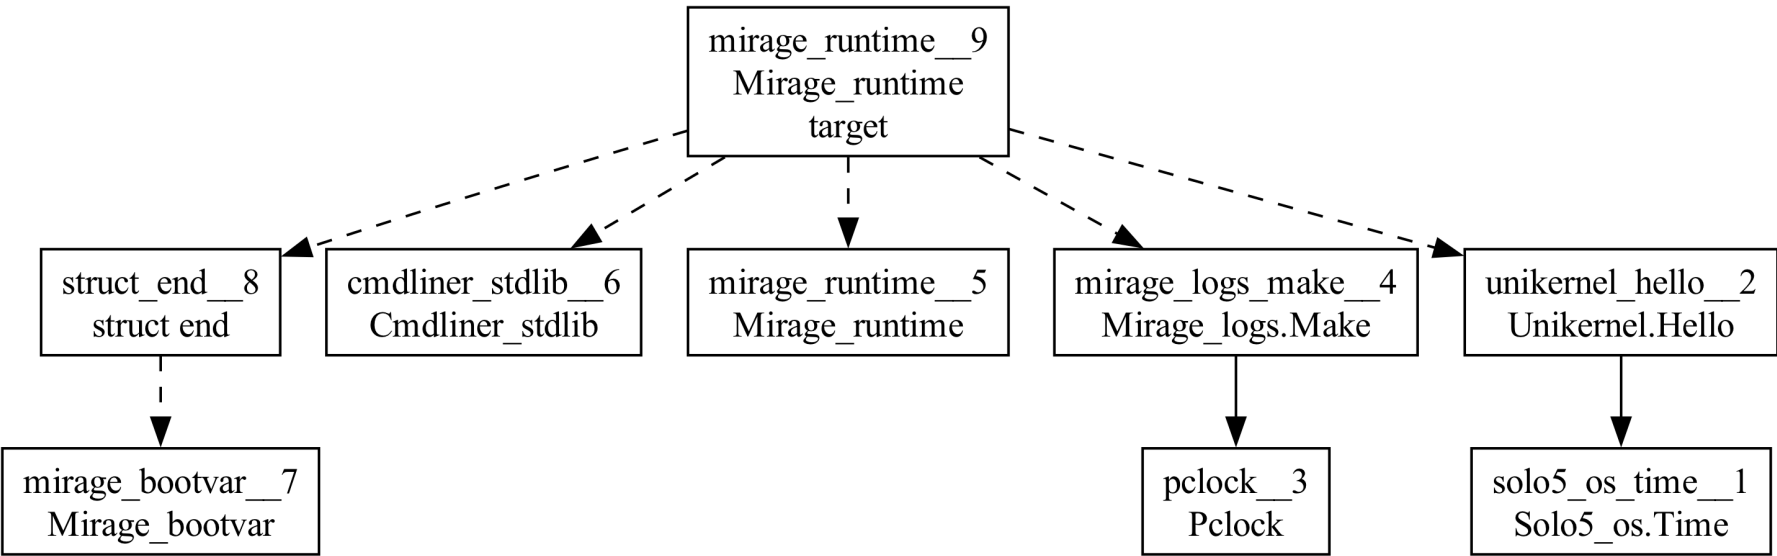 mirage_runtime__9
Mirage_runtime
target
struct_end__8
struct end
cmdliner_stdlib__6
Cmdliner_stdlib
mirage_runtime__5
Mirage_runtime
mirage_logs_make__4
Mirage_logs.Make
unikernel_hello__2
Unikernel.Hello
mirage_bootvar__7
Mirage_bootvar
pclock__3
Pclock
solo5_os_time__1
Solo5_os.Time